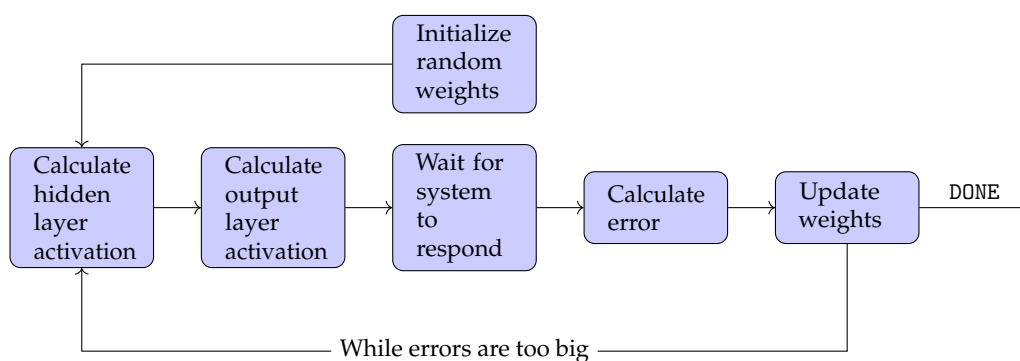 Initialize
random
weights
Calculate
hidden
layer
activation
Calculate
output
layer
activation
Wait for
system
to
respond
Calculate
error
Update
weights
DONE
While errors are too big